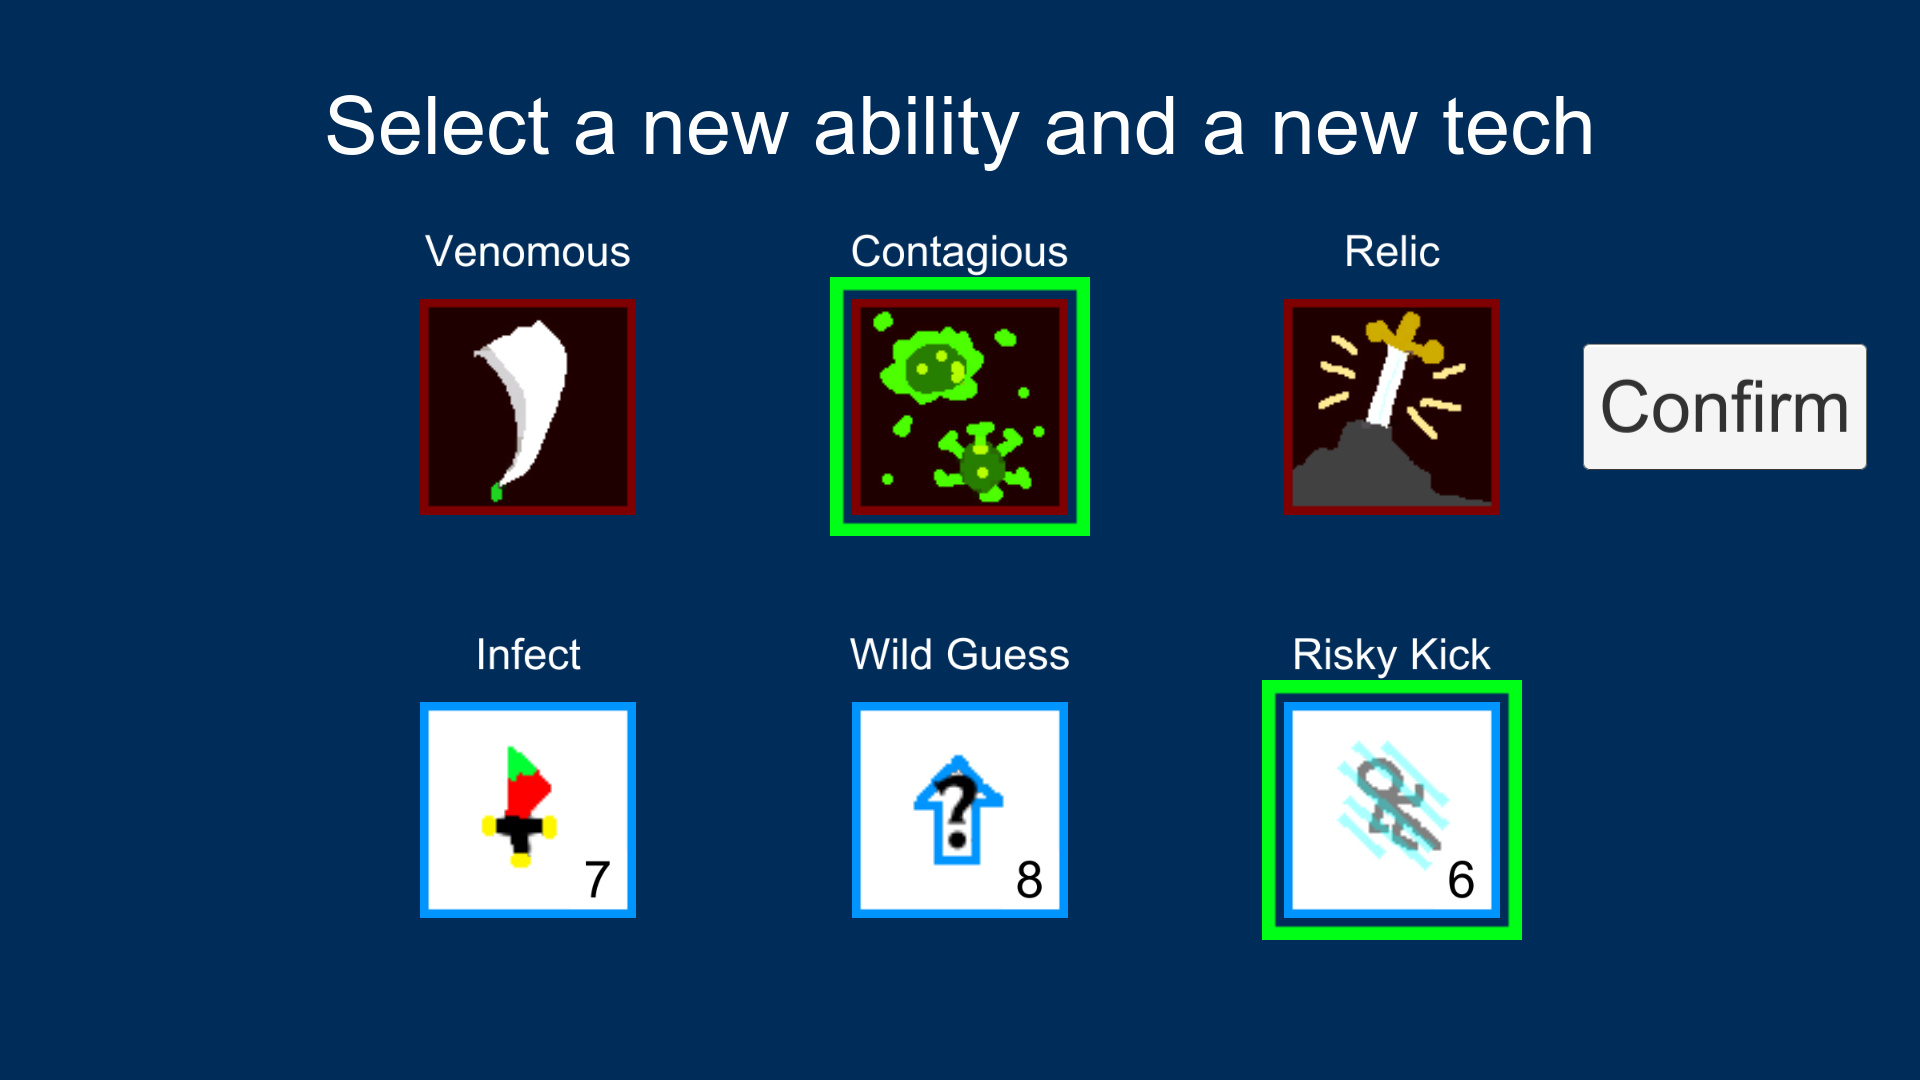 Select a new ability and a new tech
Venomous
Contagious
Relic
Confirm
Infect
Wild Guess
Risky Kick
7
?
8
6